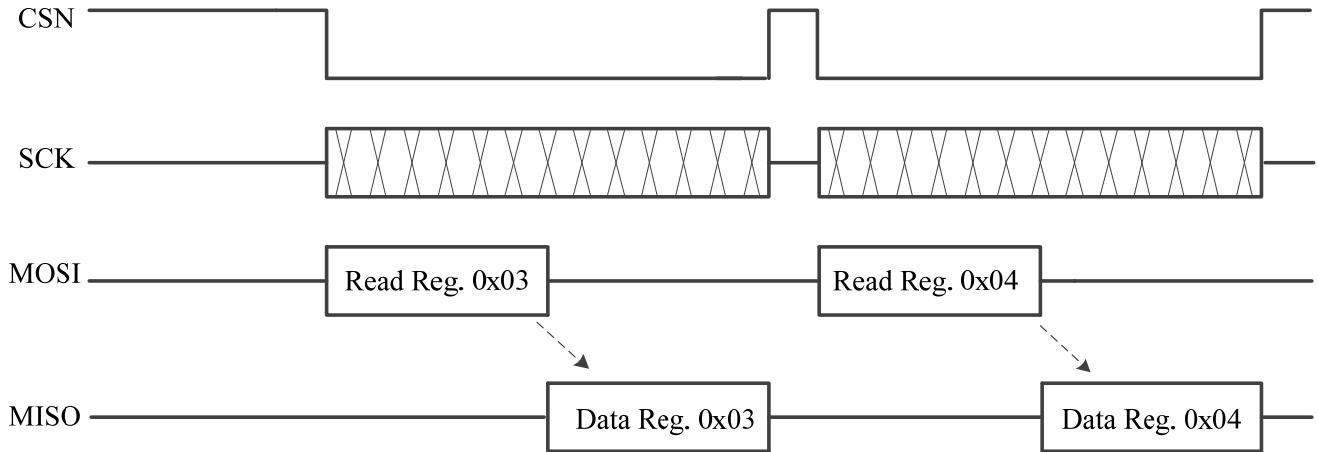 CSN
SCK
MOSI
Read Reg. 0x03
Read Reg. 0x04
MISO
Data Reg. 0x03
Data Reg. 0x04